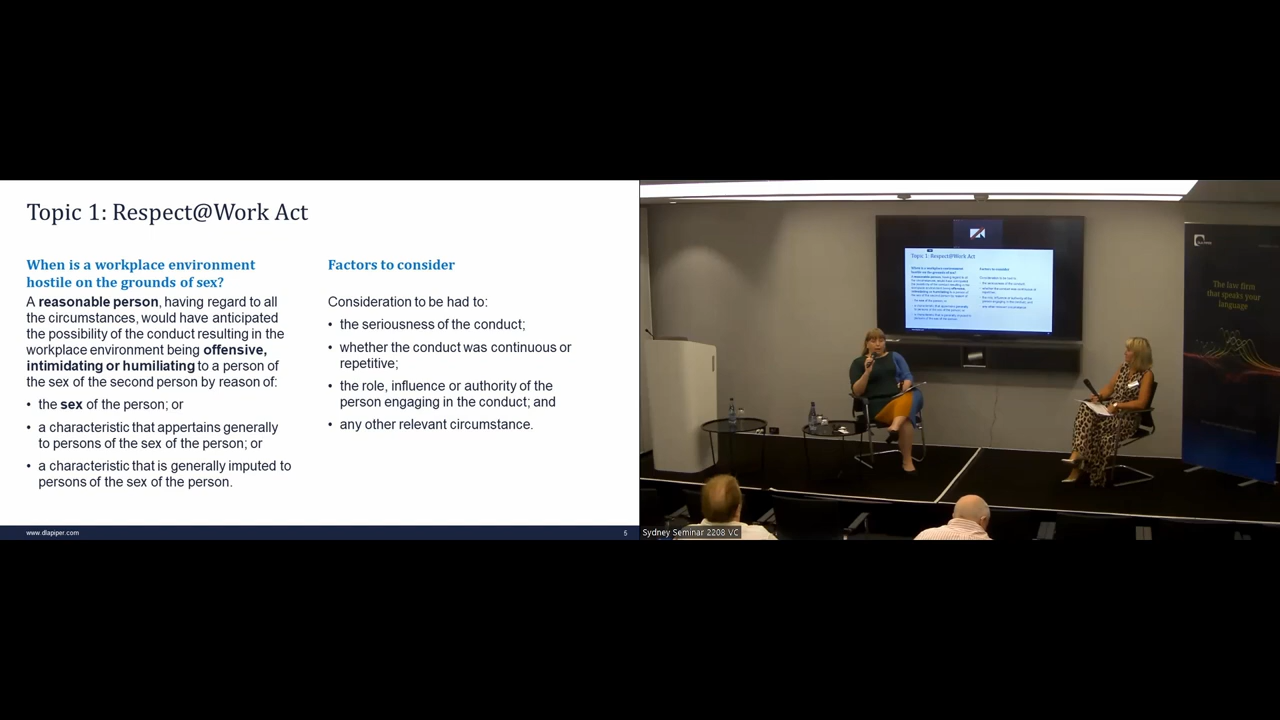 Topic 1: Respect@Work Act
When is a workplace environment
hostile on the grounds of sex?
A reasonable person, having regard to all
the circumstances, would have anticipated
the possibility of the conduct resulting in the
workplace environment being offensive,
intimidating or humiliating to a person of
the sex of the second person by reason of:
• the sex of the person; or
• a characteristic that appertains generally
to persons of the sex of the person; or
• a characteristic that is generally imputed to
persons of the sex of the person.
Factors to consider
Consideration to be had to:
• the seriousness of the conduct;
• whether the conduct was continuous or
repetitive;
• the role, influence or authority of the
person engaging in the conduct; and
• any other relevant circumstance.
www.dlapiper.com
5
Topic 1: Respect@Work Act
The law firm
that speaks your
language
Sydney Seminar 2208 VC